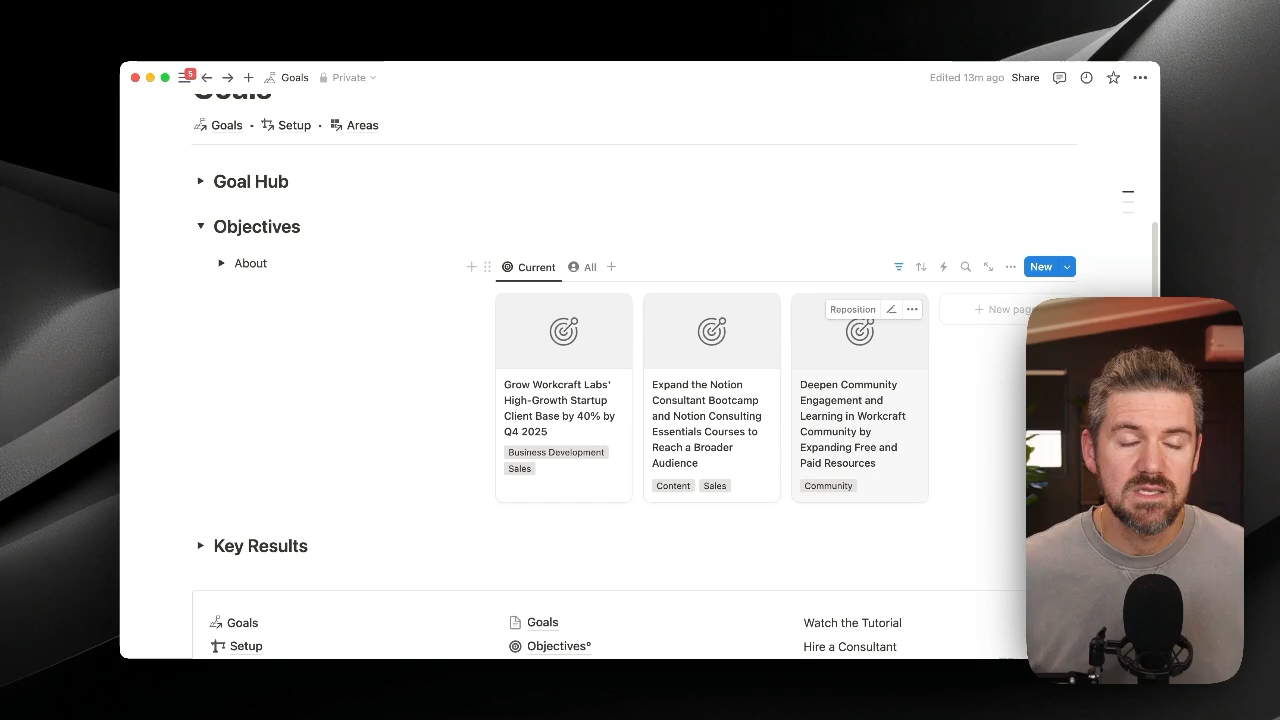 5
Goals
Private
Edited 13m ago
Share
Goals
Goals • Setup • Areas
Goal Hub
Objectives
About
Current
All
New
Reposition
New page
Grow Workcraft Labs'
High-Growth Startup
Client Base by 40% by
Q4 2025
Business Development
Sales
Expand the Notion
Consultant Bootcamp
and Notion Consulting
Essentials Courses to
Reach a Broader
Audience
Content
Sales
Deepen Community
Engagement and
Learning in Workcraft
Community by
Expanding Free and
Paid Resources
Community
Key Results
Goals
Setup
Goals
Objectives°
Watch the Tutorial
Hire a Consultant